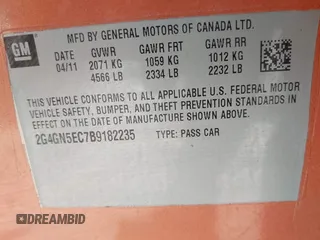 MFD BY GENERAL MOTORS OF CANADA LTD.
GM
DATE GVWR GAWR FRT GAWR RR
04/11 2071 KG 1059 KG 1012 KG
4566 LB 2334 LB 2232 LB
THIS VEHICLE CONFORMS TO ALL APPLICABLE U.S. FEDERAL MOTOR
VEHICLE SAFETY, BUMPER, AND THEFT PREVENTION STANDARDS IN
EFFECT ON THE DATE OF MANUFACTURE SHOWN ABOVE.
2G4GN5EC7B9182235 TYPE: PASS CAR
DREAMBID